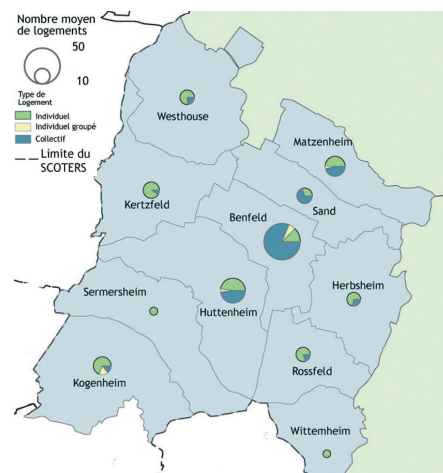 Nombre moyen
de logements
50
10
Type de
Logement
Individuel
Individuel groupé
Collectif
Limite du
SCOTERS
Westhouse
Matzenheim
Kertzfeld
Sand
Benfeld
Sermersheim
Huttenheim
Herbsheim
Kogenheim
Rossfeld
Wittemheim